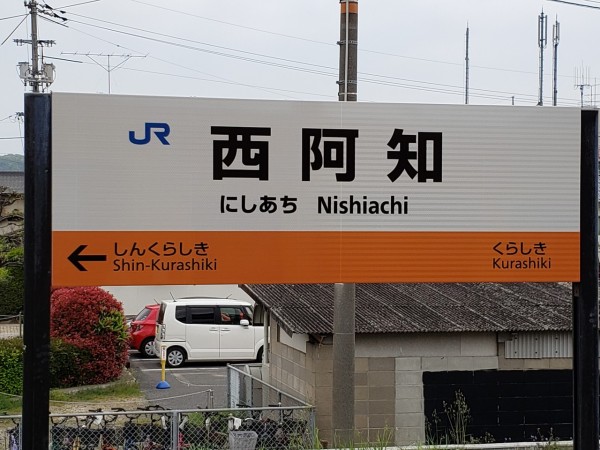 JR 西阿知
にしあち Nishiachi
← しんくらしき くらしき
Shin-Kurashiki Kurashiki